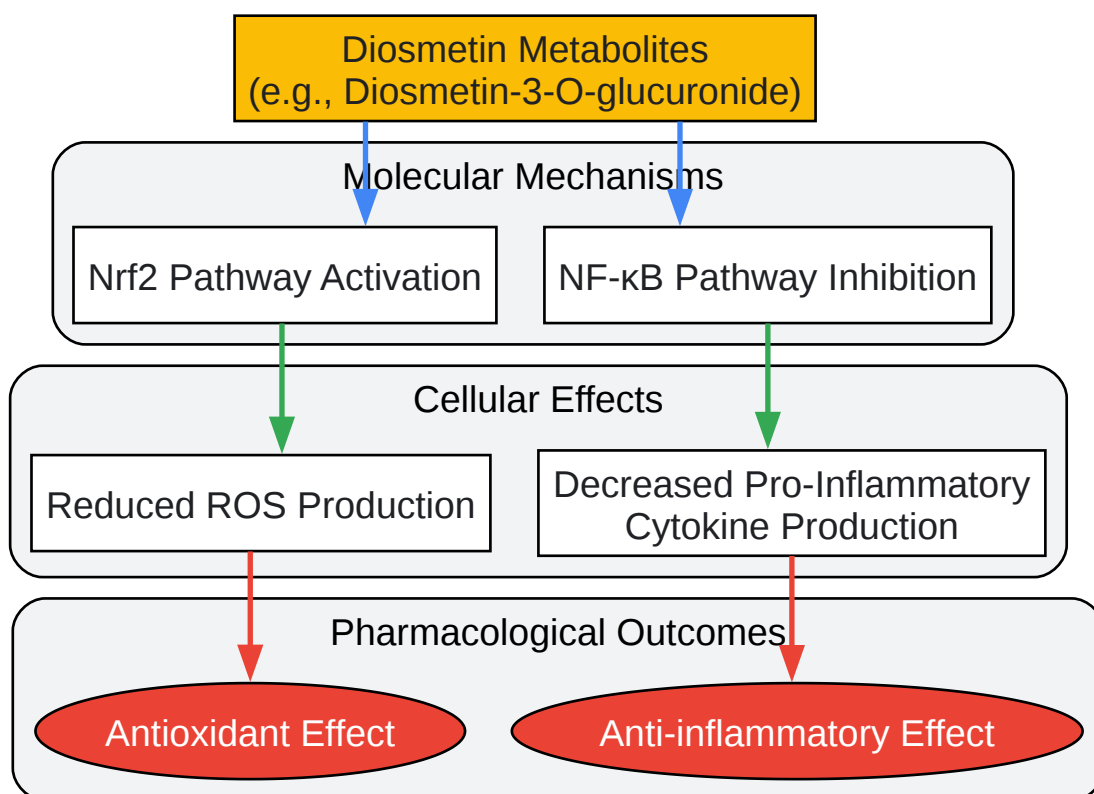 Diosmetin Metabolites
(e.g., Diosmetin-3-O-glucuronide)
Molecular Mechanisms
Nrf2 Pathway Activation
NF-κB Pathway Inhibition
Cellular Effects
Reduced ROS Production
Decreased Pro-Inflammatory
Cytokine Production
Pharmacological Outcomes
Antioxidant Effect
Anti-inflammatory Effect